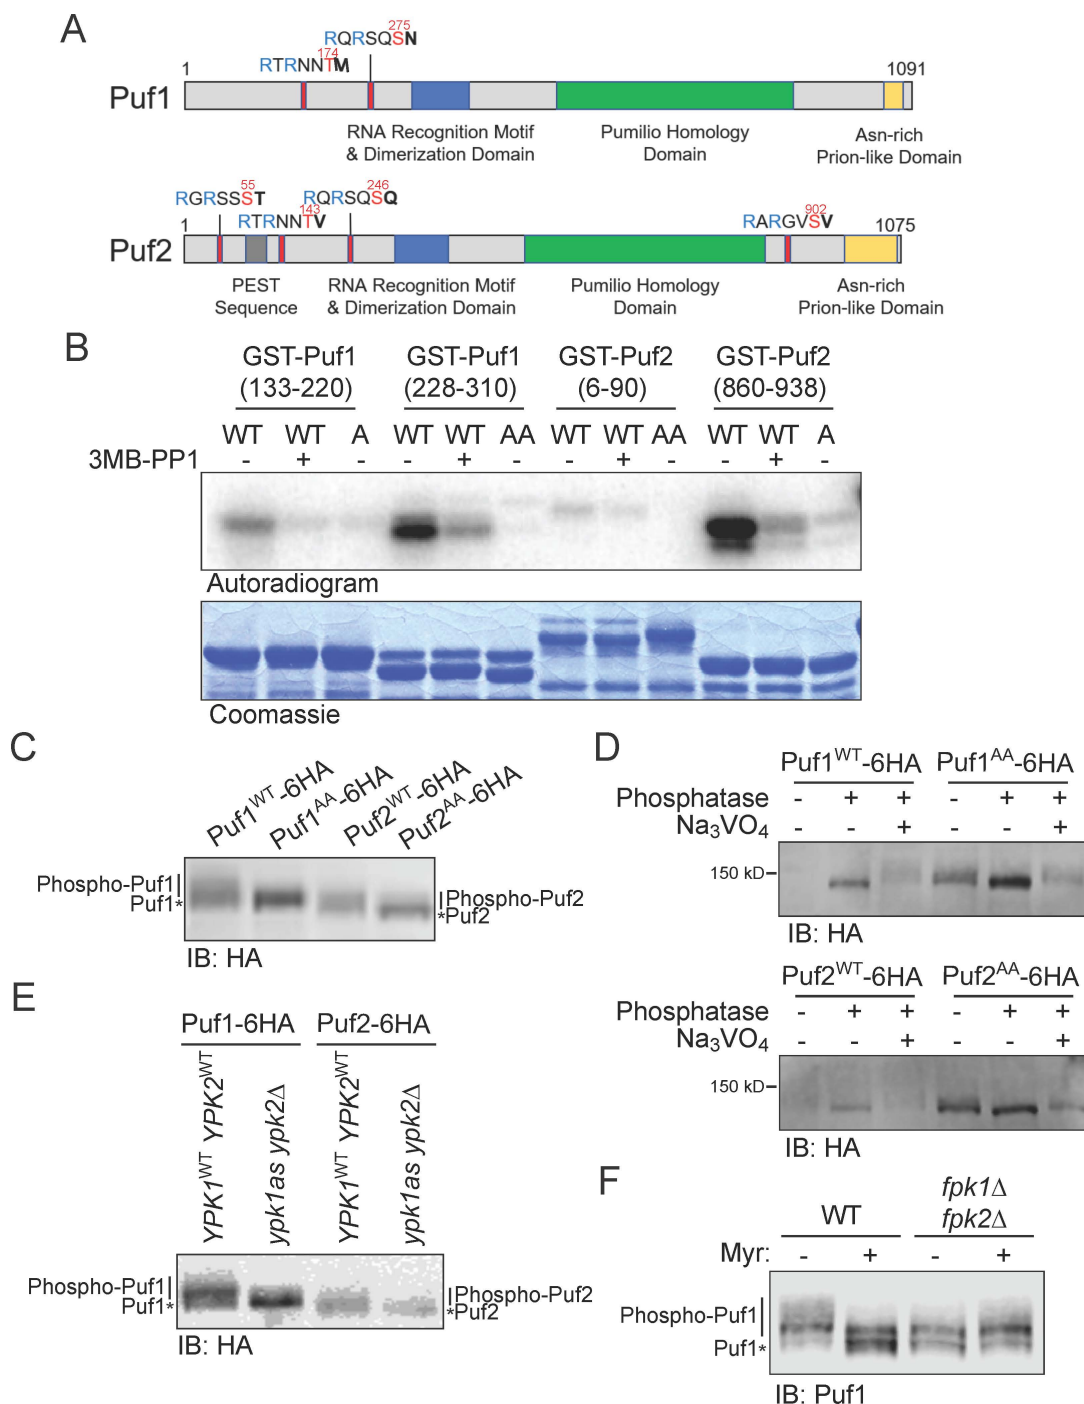 A
RQRSQSN
275
RTRNNTM
174
1
1091
Puf1
RNA Recognition Motif
& Dimerization Domain
Pumilio Homology
Domain
Asn-rich
Prion-like Domain
RGRSSST
55
RQRSQSQ
246
RTRNNTV
143
RARGVSV
902
1
1075
Puf2
PEST
Sequence
RNA Recognition Motif
& Dimerization Domain
Pumilio Homology
Domain
Asn-rich
Prion-like Domain
B
GST-Puf1 GST-Puf1 GST-Puf2 GST-Puf2
(133-220) (228-310) (6-90) (860-938)
WT WT A WT WT AA WT WT AA WT WT A
3MB-PP1 - + - - + - - + - - + -
Autoradiogram
Coomassie
C
Puf1WT-6HA
Puf1AA-6HA
Puf2WT-6HA
Puf2AA-6HA
Phospho-Puf1
Puf1*
Phospho-Puf2
*Puf2
IB: HA
D
Puf1WT-6HA Puf1AA-6HA
Phosphatase - + + - + +
Na3VO4 - - + - - +
150 kD
IB: HA
Puf2WT-6HA Puf2AA-6HA
Phosphatase - + + - + +
Na3VO4 - - + - - +
150 kD
IB: HA
E
Puf1-6HA Puf2-6HA
YPK1WT YPK2WT
ypk1as ypk2Δ
YPK1WT YPK2WT
ypk1as ypk2Δ
Phospho-Puf1
Puf1*
Phospho-Puf2
*Puf2
IB: HA
F
WT
fpk1Δ
fpk2Δ
Myr: - + - +
Phospho-Puf1
Puf1*
IB: Puf1